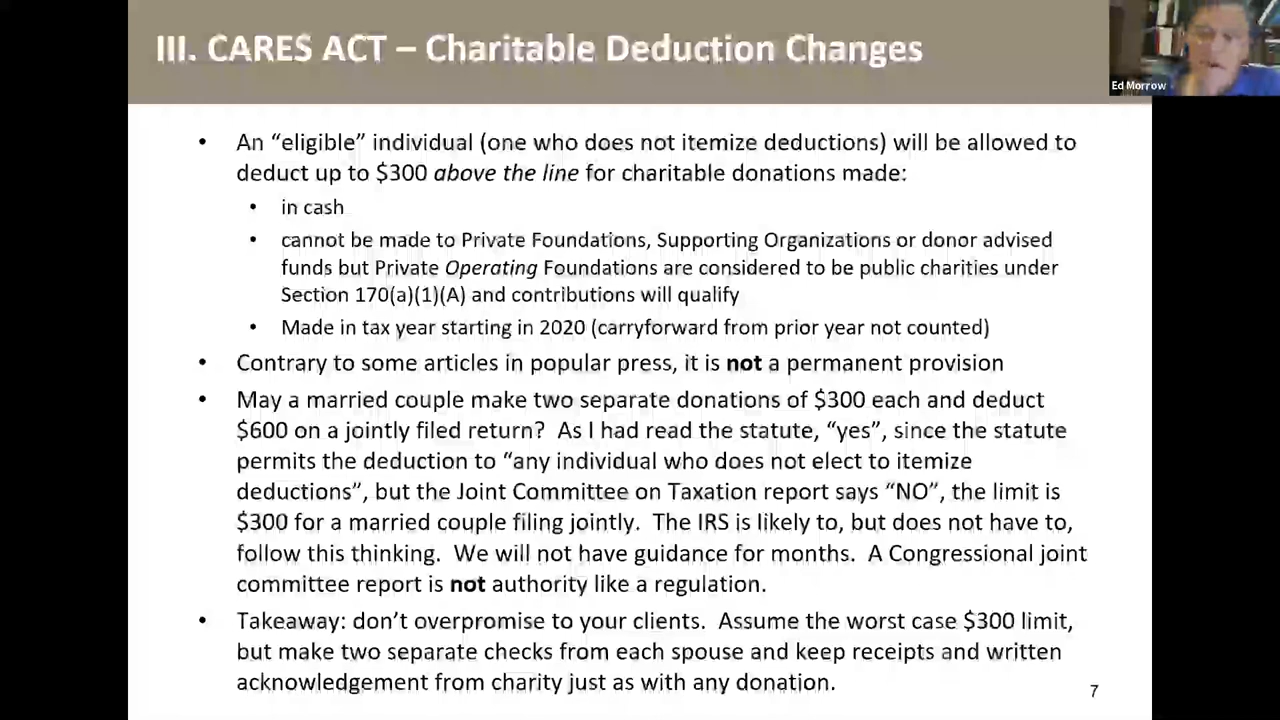 III. CARES ACT – Charitable Deduction Changes
Ed Morrow
• An “eligible” individual (one who does not itemize deductions) will be allowed to
deduct up to $300 above the line for charitable donations made:
• in cash
• cannot be made to Private Foundations, Supporting Organizations or donor advised
funds but Private Operating Foundations are considered to be public charities under
Section 170(a)(1)(A) and contributions will qualify
• Made in tax year starting in 2020 (carryforward from prior year not counted)
• Contrary to some articles in popular press, it is not a permanent provision
• May a married couple make two separate donations of $300 each and deduct
$600 on a jointly filed return? As I had read the statute, “yes”, since the statute
permits the deduction to “any individual who does not elect to itemize
deductions”, but the Joint Committee on Taxation report says “NO”, the limit is
$300 for a married couple filing jointly. The IRS is likely to, but does not have to,
follow this thinking. We will not have guidance for months. A Congressional joint
committee report is not authority like a regulation.
• Takeaway: don’t overpromise to your clients. Assume the worst case $300 limit,
but make two separate checks from each spouse and keep receipts and written
acknowledgement from charity just as with any donation.
7